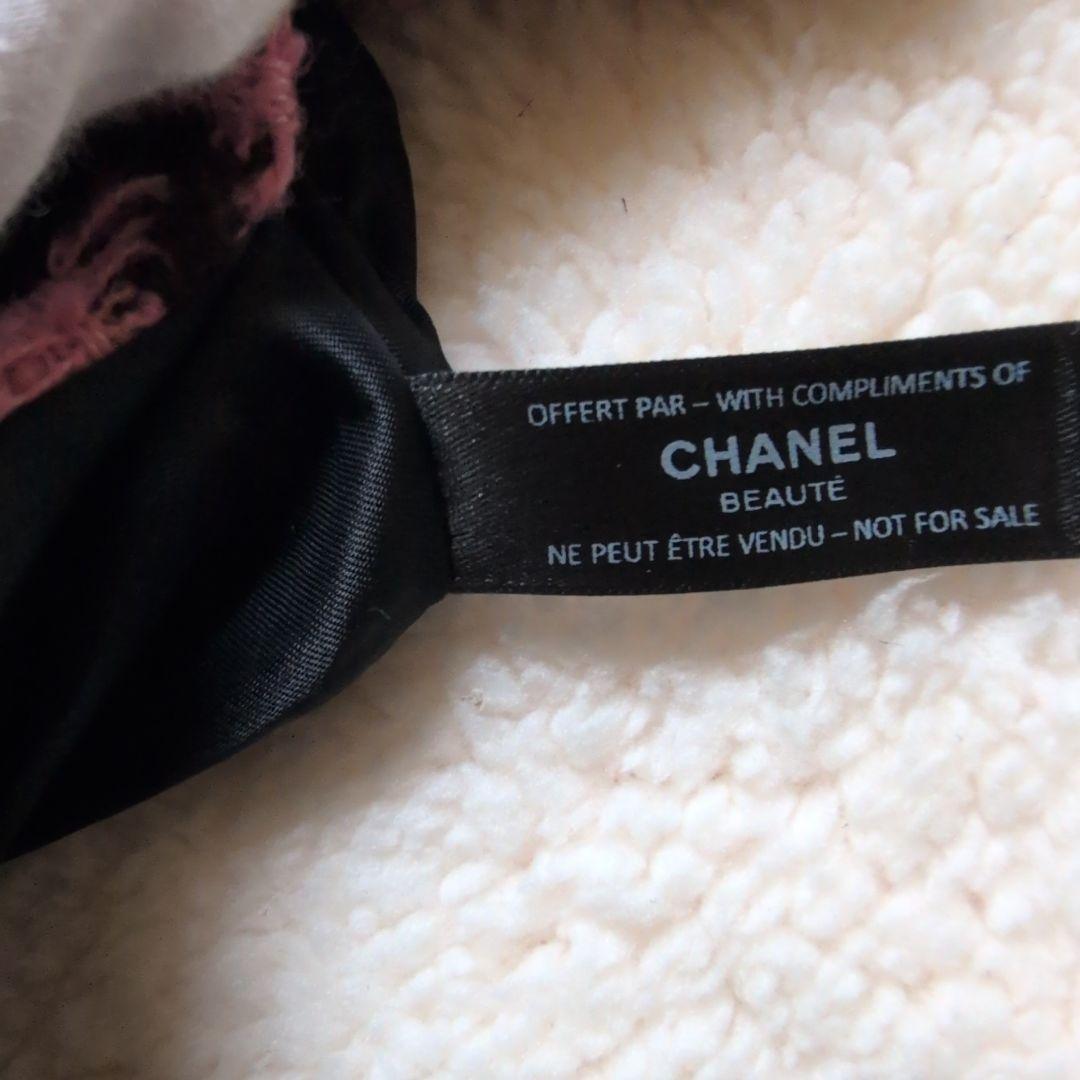 OFFERT PAR – WITH COMPLIMENTS OF
CHANEL
BEAUTÉ
NE PEUT ÊTRE VENDU – NOT FOR SALE